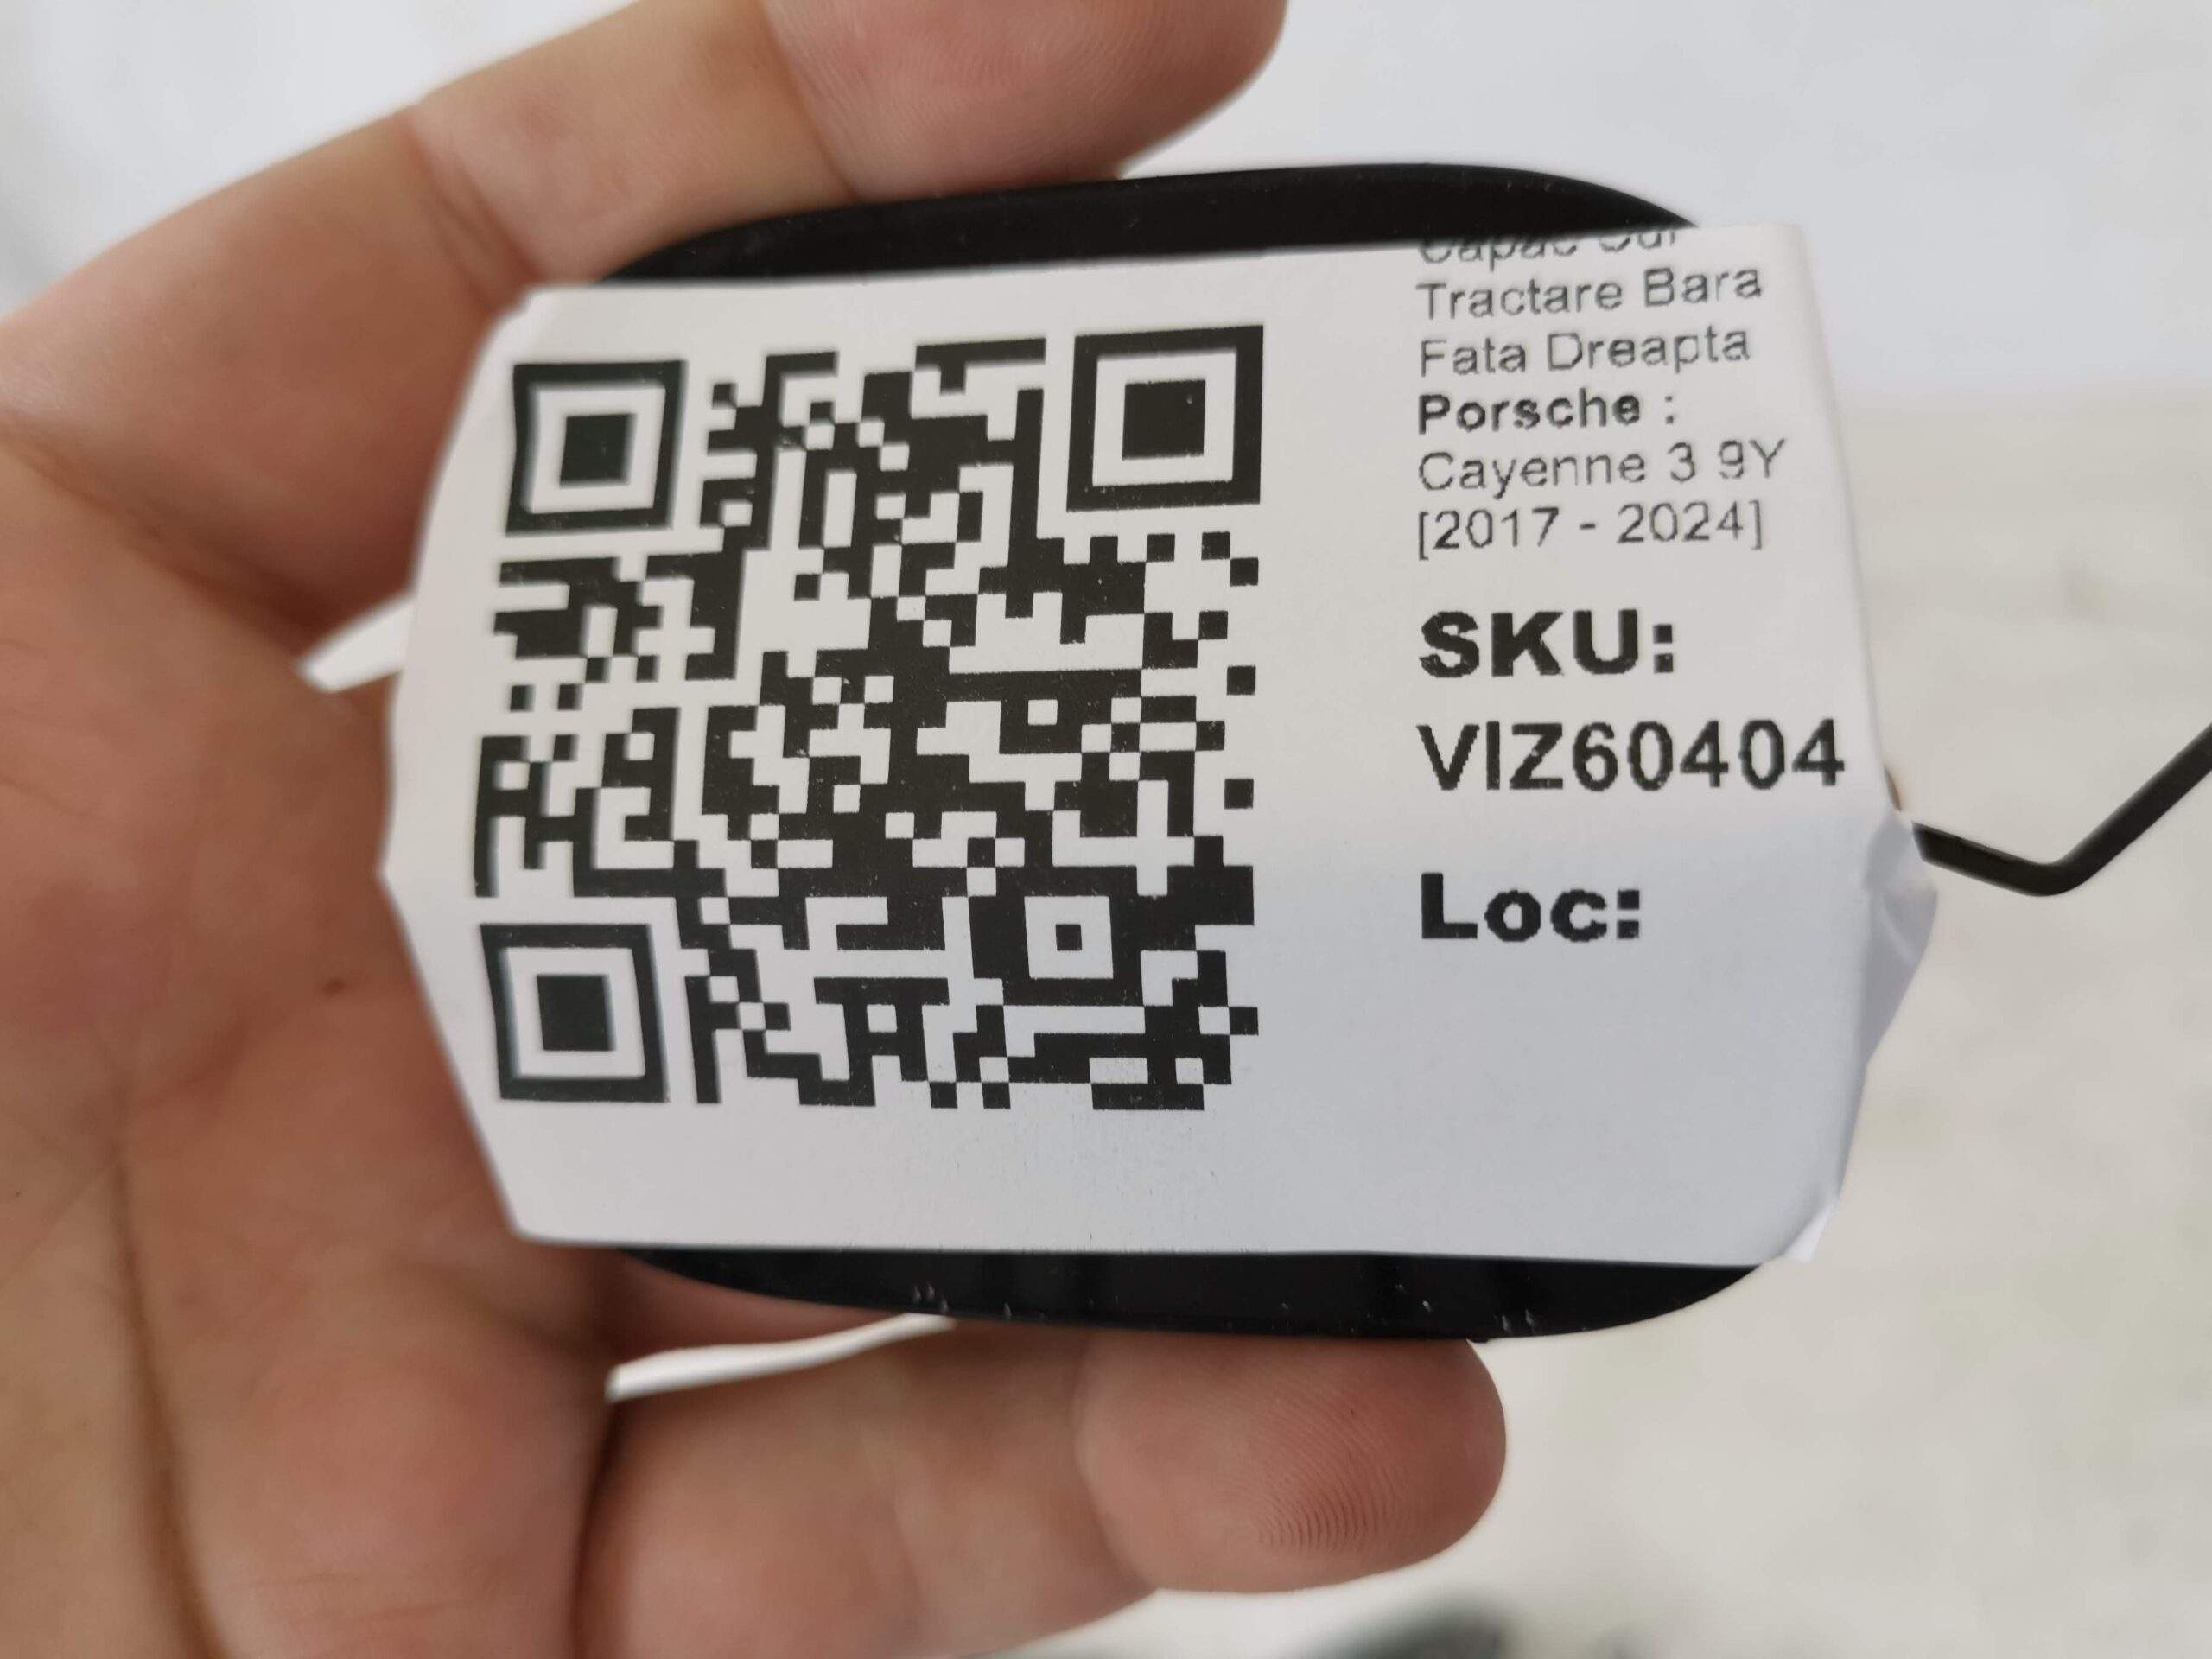 Tractare Bara
Fata Dreapta
Porsche :
Cayenne 3 9Y
[2017 - 2024]
SKU:
VIZ60404
Loc: